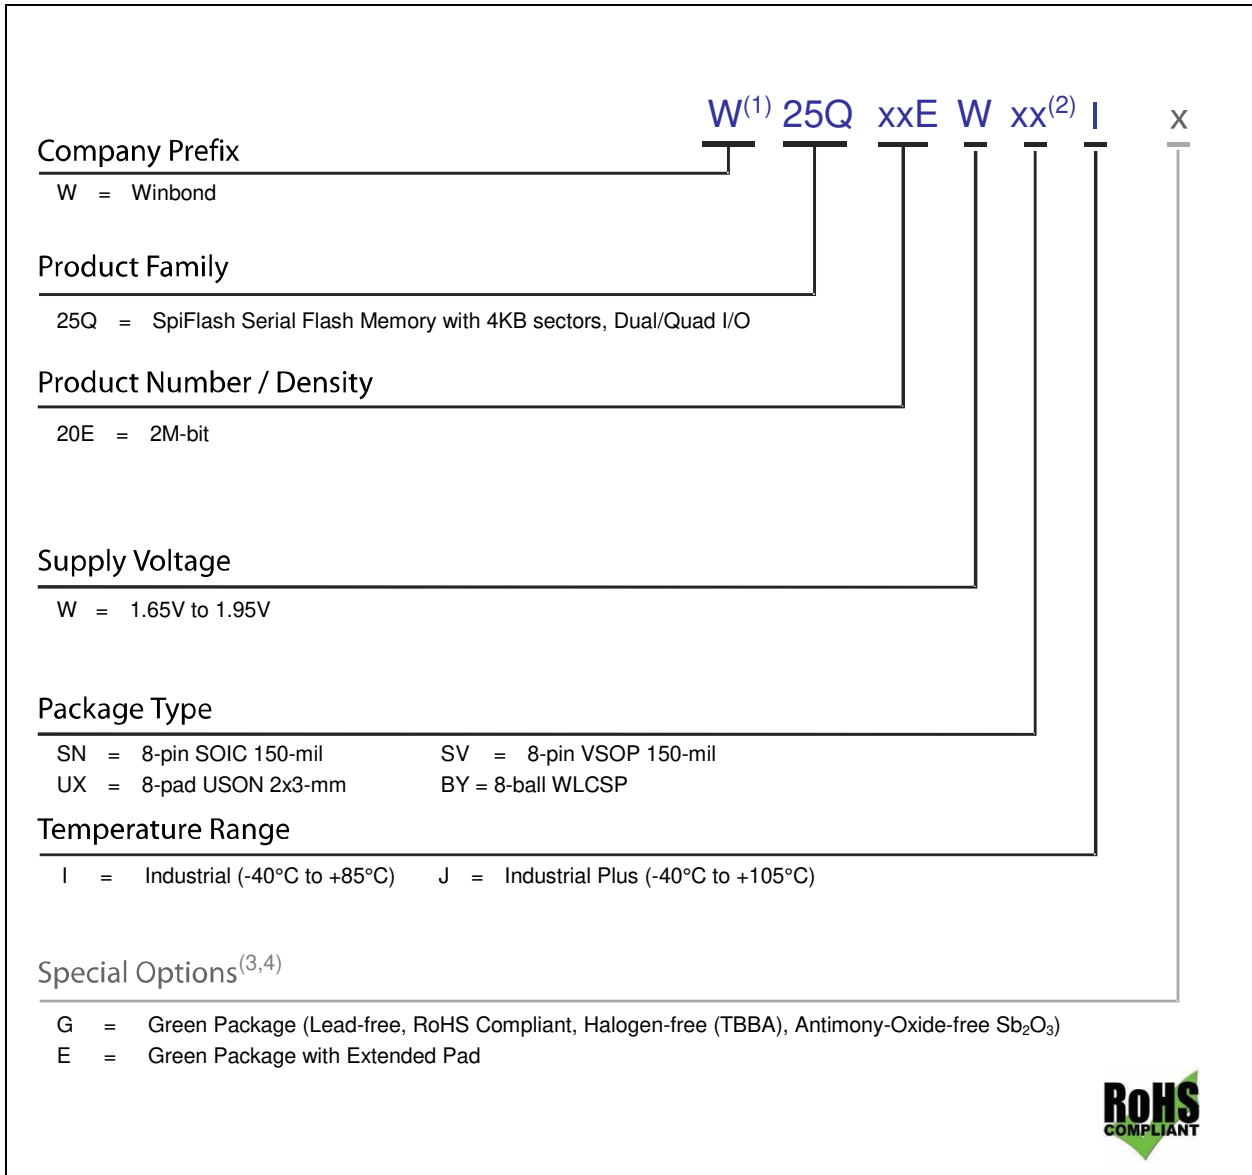 W(1) 25Q xxE W xx(2) I x
Company Prefix
W = Winbond
Product Family
25Q = SpiFlash Serial Flash Memory with 4KB sectors, Dual/Quad I/O
Product Number / Density
20E = 2M-bit
Supply Voltage
W = 1.65V to 1.95V
Package Type
SN = 8-pin SOIC 150-mil SV = 8-pin VSOP 150-mil
UX = 8-pad USON 2x3-mm BY = 8-ball WLCSP
Temperature Range
I = Industrial (-40°C to +85°C) J = Industrial Plus (-40°C to +105°C)
Special Options(3,4)
G = Green Package (Lead-free, RoHS Compliant, Halogen-free (TBBA), Antimony-Oxide-free Sb₂O₃)
E = Green Package with Extended Pad
RoHS
COMPLIANT